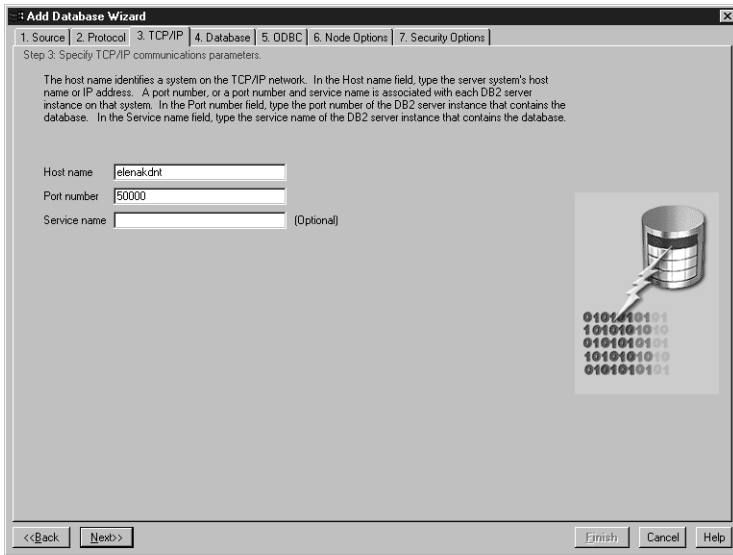 Add Database Wizard
1. Source 2. Protocol 3. TCP/IP 4. Database 5. ODBC 6. Node Options 7. Security Options
Step 3: Specify TCP/IP communications parameters.
The host name identifies a system on the TCP/IP network. In the Host name field, type the server system's host
name or IP address. A port number, or a port number and service name is associated with each DB2 server
instance on that system. In the Port number field, type the port number of the DB2 server instance that contains the
database. In the Service name field, type the service name of the DB2 server instance that contains the database.
Host name elenakdnt
Port number 50000
Service name (Optional)
0101010101
1010101010
0101010101
1010101010
0101010101
<<Back Next>> Finish Cancel Help